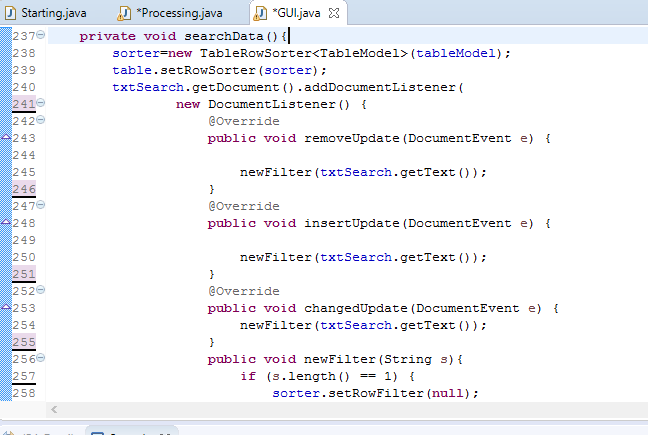 Starting.java *Processing.java *GUI.java
237 private void searchData(){
238 sorter=new TableRowSorter<TableModel>(tableModel);
239 table.setRowSorter(sorter);
240 txtSearch.getDocument().addDocumentListener(
241 new DocumentListener() {
242 @Override
243 public void removeUpdate(DocumentEvent e) {
244
245 newFilter(txtSearch.getText());
246 }
247 @Override
248 public void insertUpdate(DocumentEvent e) {
249
250 newFilter(txtSearch.getText());
251 }
252 @Override
253 public void changedUpdate(DocumentEvent e) {
254 newFilter(txtSearch.getText());
255 }
256 public void newFilter(String s){
257 if (s.length() == 1) {
258 sorter.setRowFilter(null);